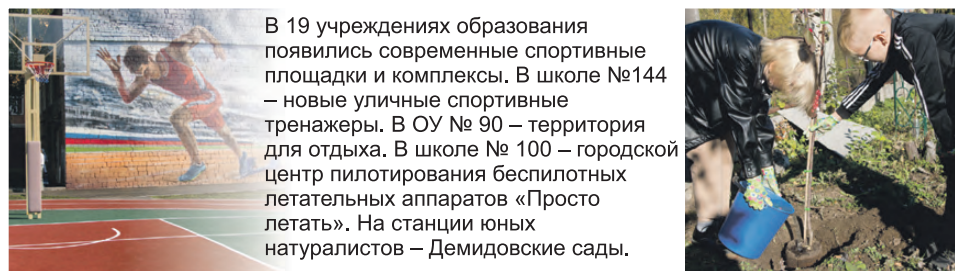 В 19 учреждениях образования
появились современные спортивные
площадки и комплексы. В школе №144
– новые уличные спортивные
тренажеры. В ОУ № 90 – территория
для отдыха. В школе № 100 – городской
центр пилотирования беспилотных
летательных аппаратов «Просто
летать». На станции юных
натуралистов – Демидовские сады.